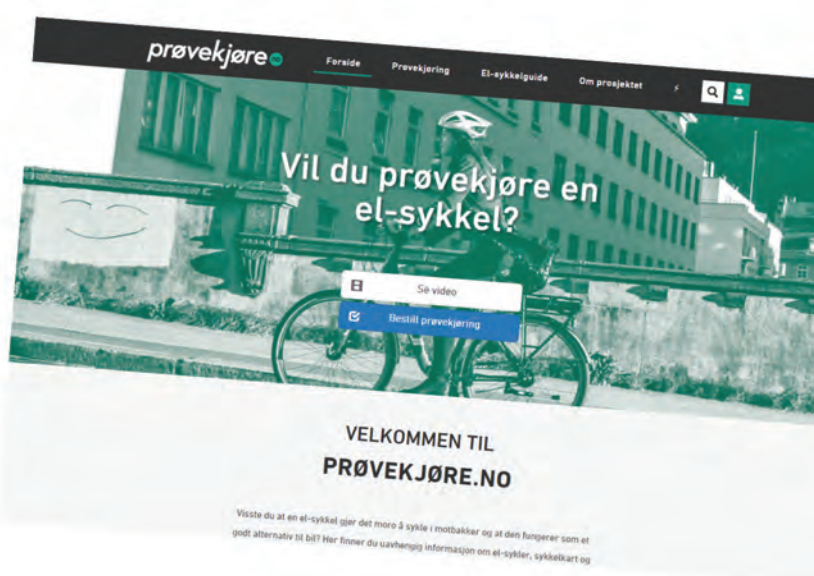 prøvekjøre no
Forside Prøvekjøring El-sykkelguide Om prosjektet
Vil du prøvekjøre en
el-sykkel?
Se video
Bestill prøvekjøring
VELKOMMEN TIL
PRØVEKJØRE.NO
Visste du at en el-sykkel gjør det moro å sykle i motbakker og at den fungerer som et
godt alternativ til bil? Her finner du uavhengig informasjon om el-sykler, sykkelkart og